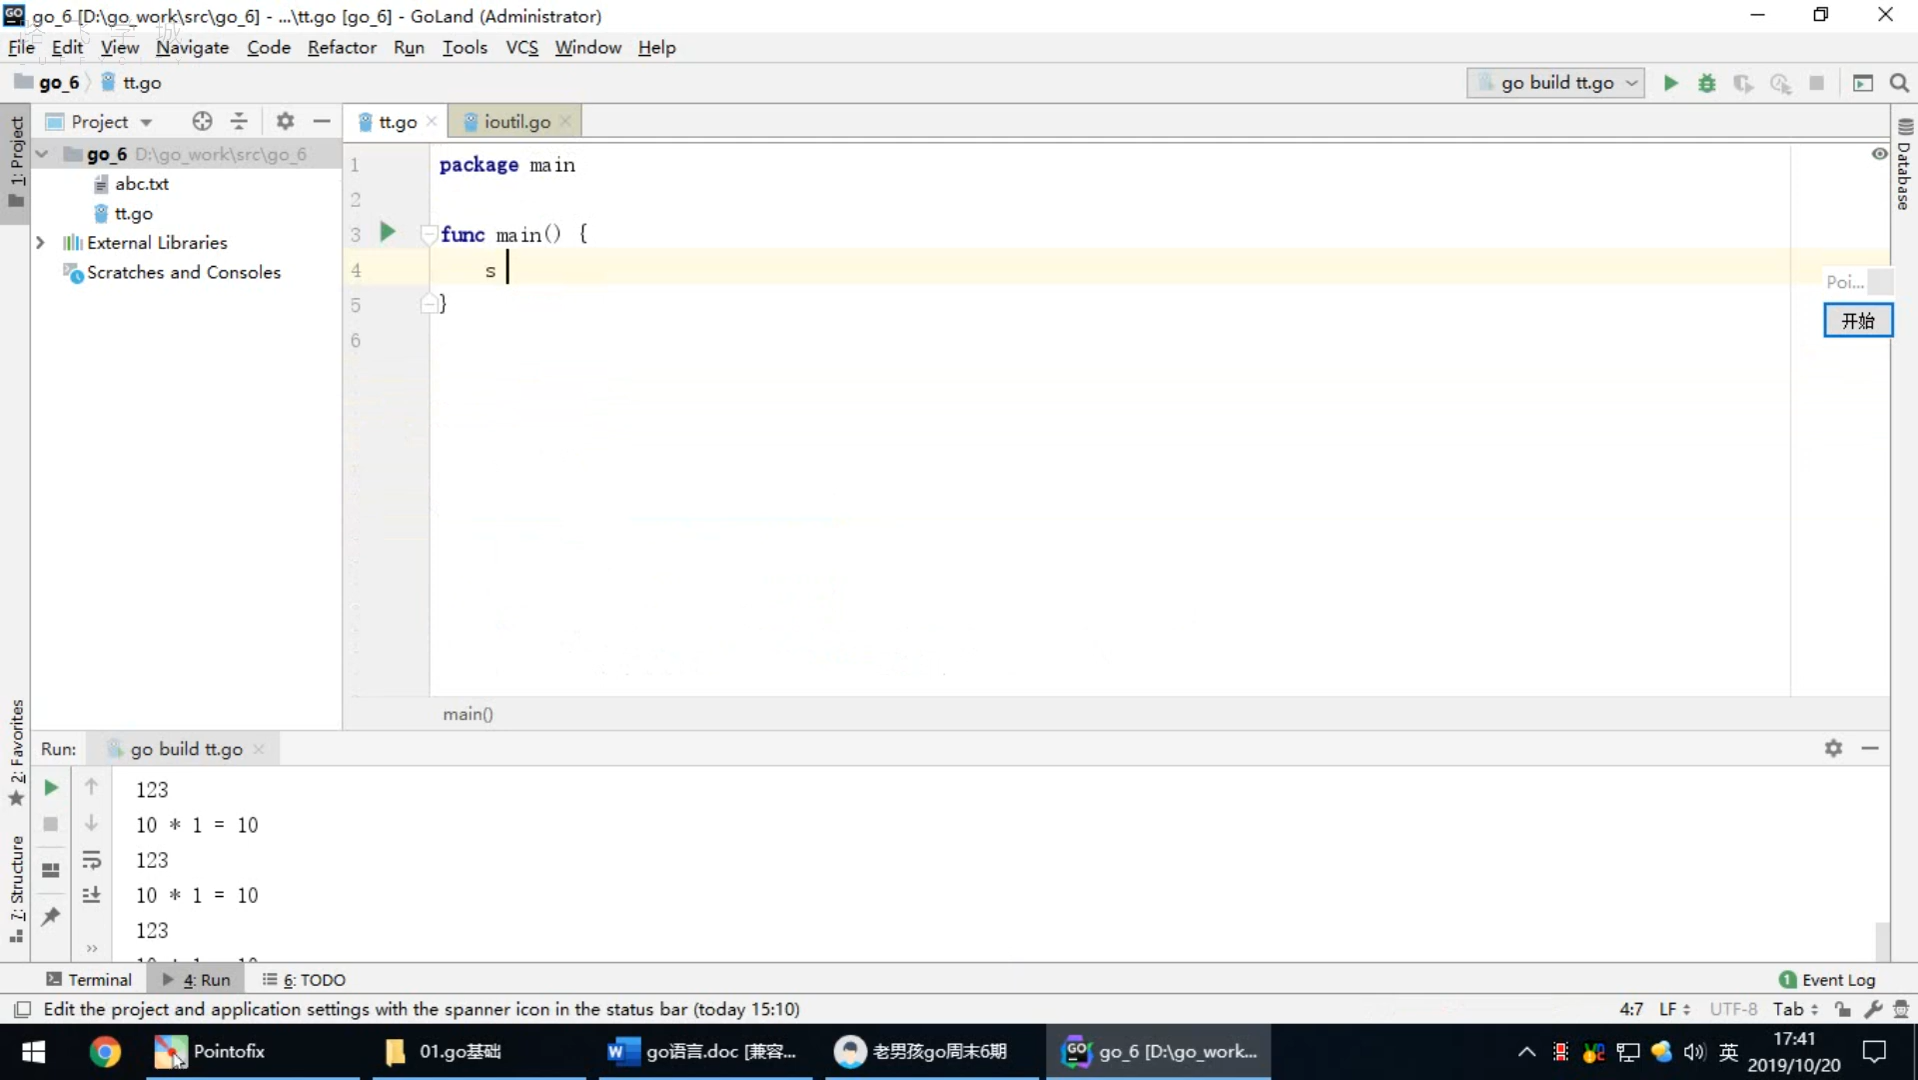 go_6 [D:\go_work\src\go_6] - ...\tt.go [go_6] - GoLand (Administrator)
File Edit View Navigate Code Refactor Run Tools VCS Window Help
go_6 tt.go go build tt.go
Project tt.go ioutil.go
1: Project
Database
go_6 D:\go_work\src\go_6
abc.txt
tt.go
External Libraries
Scratches and Consoles
1 package main
2
3 func main() {
4 s
5 }
6
Poi...
开始
main()
2: Favorites
7: Structure
Run: go build tt.go
123
10 * 1 = 10
123
10 * 1 = 10
123
Terminal 4: Run 6: TODO 1 Event Log
Edit the project and application settings with the spanner icon in the status bar (today 15:10) 4:7 LF UTF-8 Tab
Pointofix 01.go基础 go语言.doc [兼容... 老男孩go周末6期 go_6 [D:\go_work... 英 17:41
2019/10/20